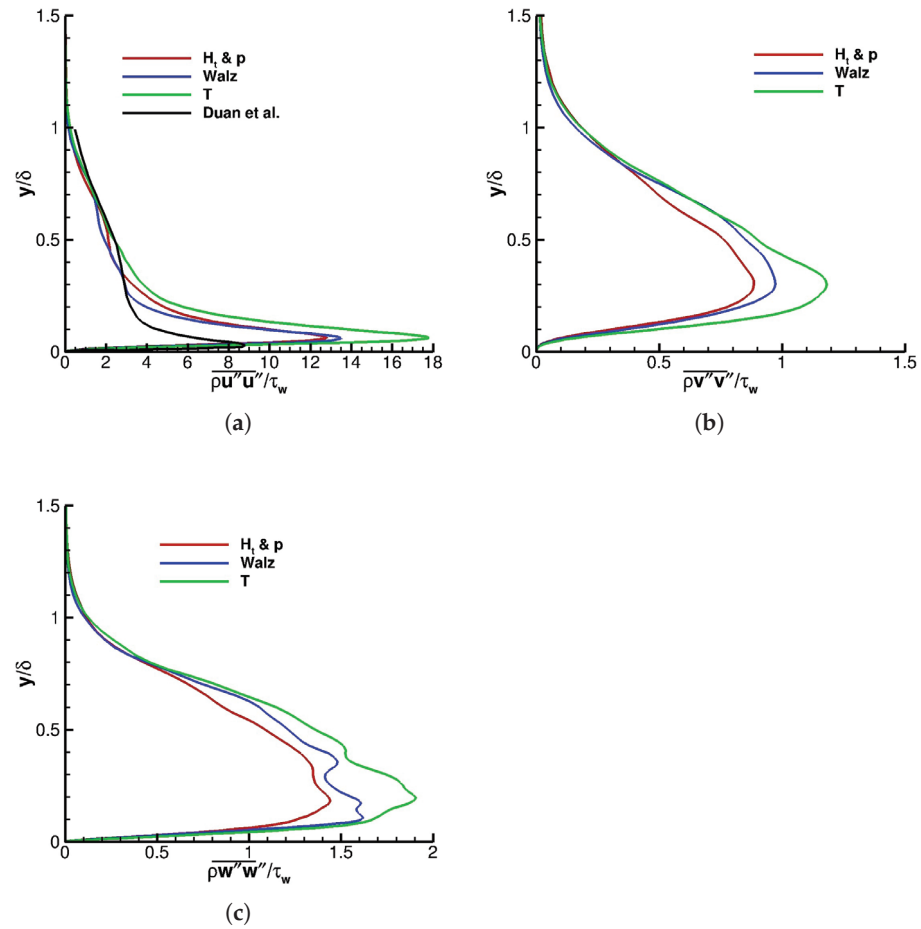 1.5
1
0.5
0
y/δ
H_t & p
Walz
T
Duan et al.
0 2 4 6 8 10 12 14 16 18
ρu″u″/τ_w
(a)
1.5
1
0.5
0
y/δ
H_t & p
Walz
T
0 0.5 1 1.5
ρv″v″/τ_w
(b)
1.5
1
0.5
0
y/δ
H_t & p
Walz
T
0 0.5 1 1.5 2
ρw″w″/τ_w
(c)